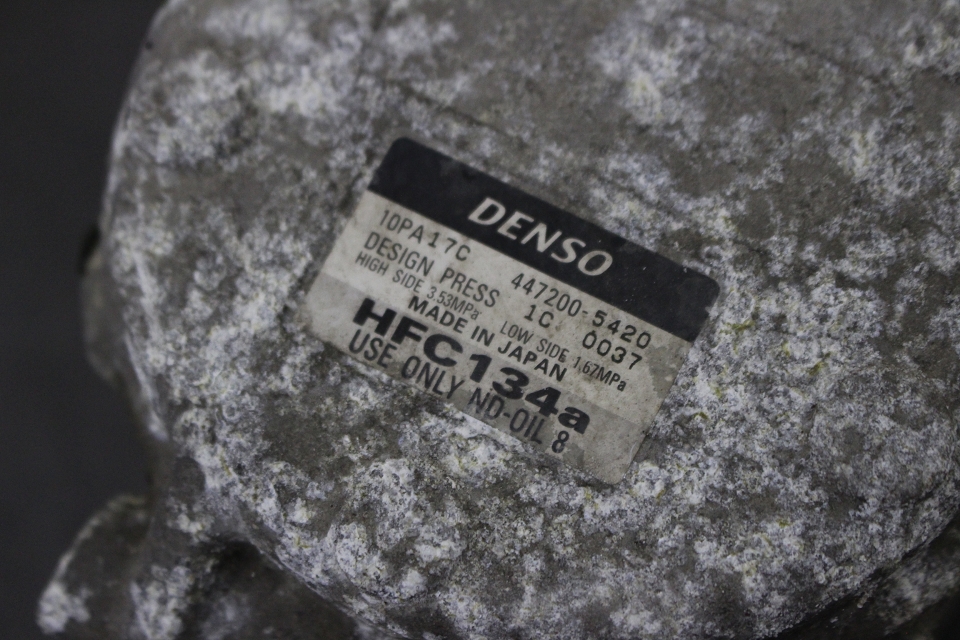 DENSO
10PA17C 447200-5420
DESIGN PRESS 1C 0037
HIGH SIDE 3.53MPa LOW SIDE 1.67MPa
MADE IN JAPAN
HFC134a
USE ONLY ND-OIL 8